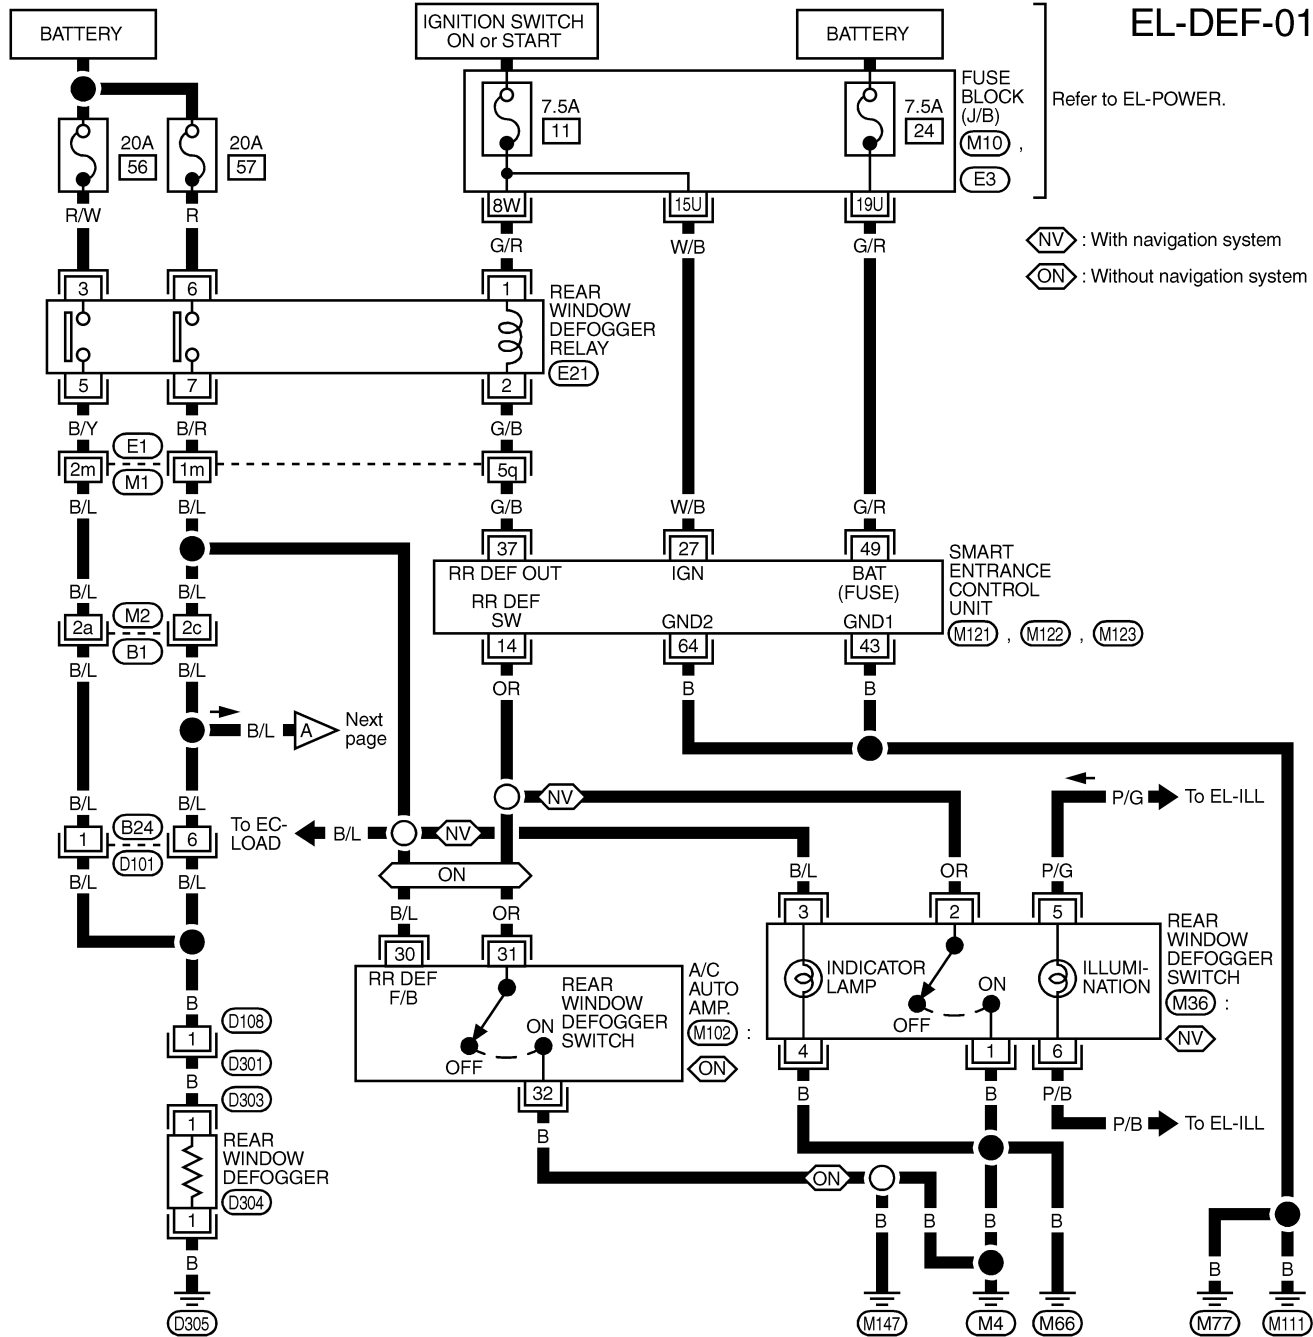 EL-DEF-01
BATTERY
IGNITION SWITCH
ON or START
BATTERY
20A
56
20A
57
7.5A
11
7.5A
24
FUSE
BLOCK
(J/B)
M10 ,
E3
Refer to EL-POWER.
R/W
R
8W
15U
19U
G/R
W/B
G/R
NV : With navigation system
ON : Without navigation system
3
6
1
REAR
WINDOW
DEFOGGER
RELAY
E21
5
7
2
B/Y
B/R
G/B
E1
2m
1m
5q
M1
B/L
B/L
G/B
W/B
G/R
37
27
49
RR DEF OUT
IGN
BAT
(FUSE)
RR DEF
SW
GND2
GND1
SMART
ENTRANCE
CONTROL
UNIT
M121 , M122 , M123
14
64
43
OR
B
B
B/L
B/L
M2
2a
2c
B1
B/L
B/L
B/L
A
Next
page
B/L
B/L
B24
1
6
D101
B/L
B/L
To EC-
LOAD
B/L
NV
NV
P/G
To EL-ILL
ON
B/L
OR
B/L
OR
P/G
30
31
3
2
5
RR DEF
F/B
REAR
WINDOW
DEFOGGER
SWITCH
OFF
ON
A/C
AUTO
AMP.
M102 :
ON
INDICATOR
LAMP
OFF
ON
ILLUMI-
NATION
REAR
WINDOW
DEFOGGER
SWITCH
M36 :
NV
32
4
1
6
B
B
B
P/B
P/B
To EL-ILL
B
D108
1
D301
B
D303
1
REAR
WINDOW
DEFOGGER
D304
1
B
D305
ON
B
B
B
B
B
B
M147
M4
M66
M77
M111